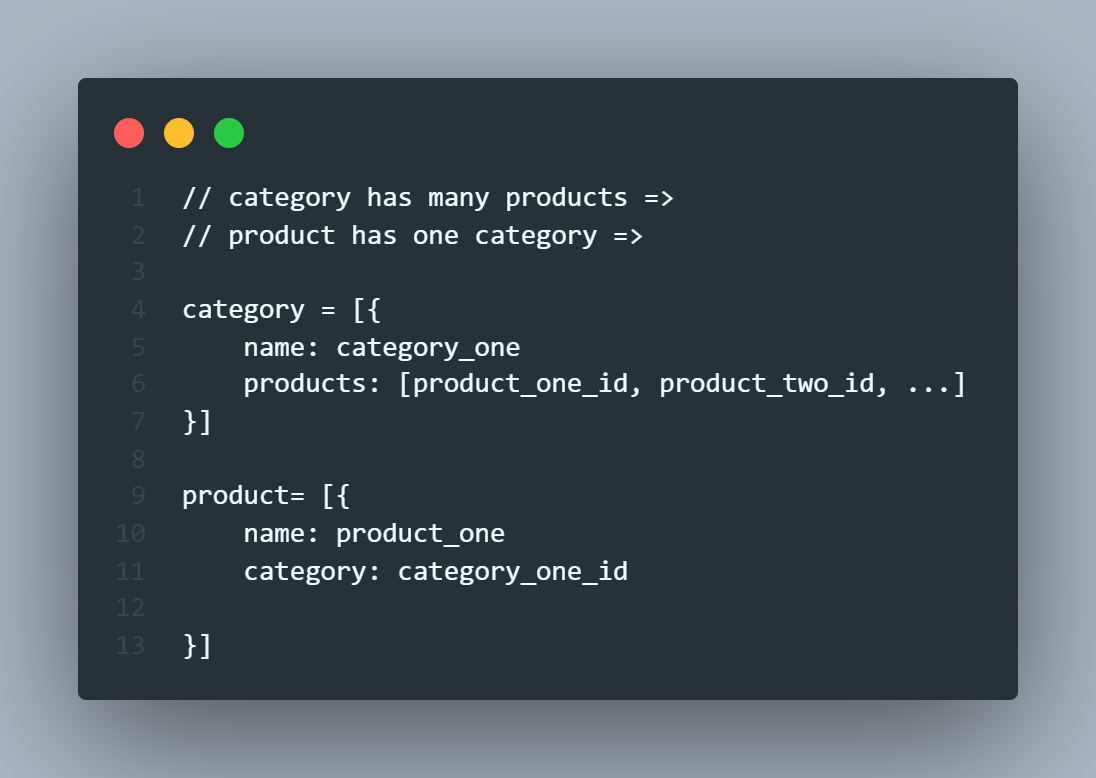 1 // category has many products =>
2 // product has one category =>
3
4 category = [{
5     name: category_one
6     products: [product_one_id, product_two_id, ...]
7 }]
8
9 product= [{
10     name: product_one
11     category: category_one_id
12
13 }]